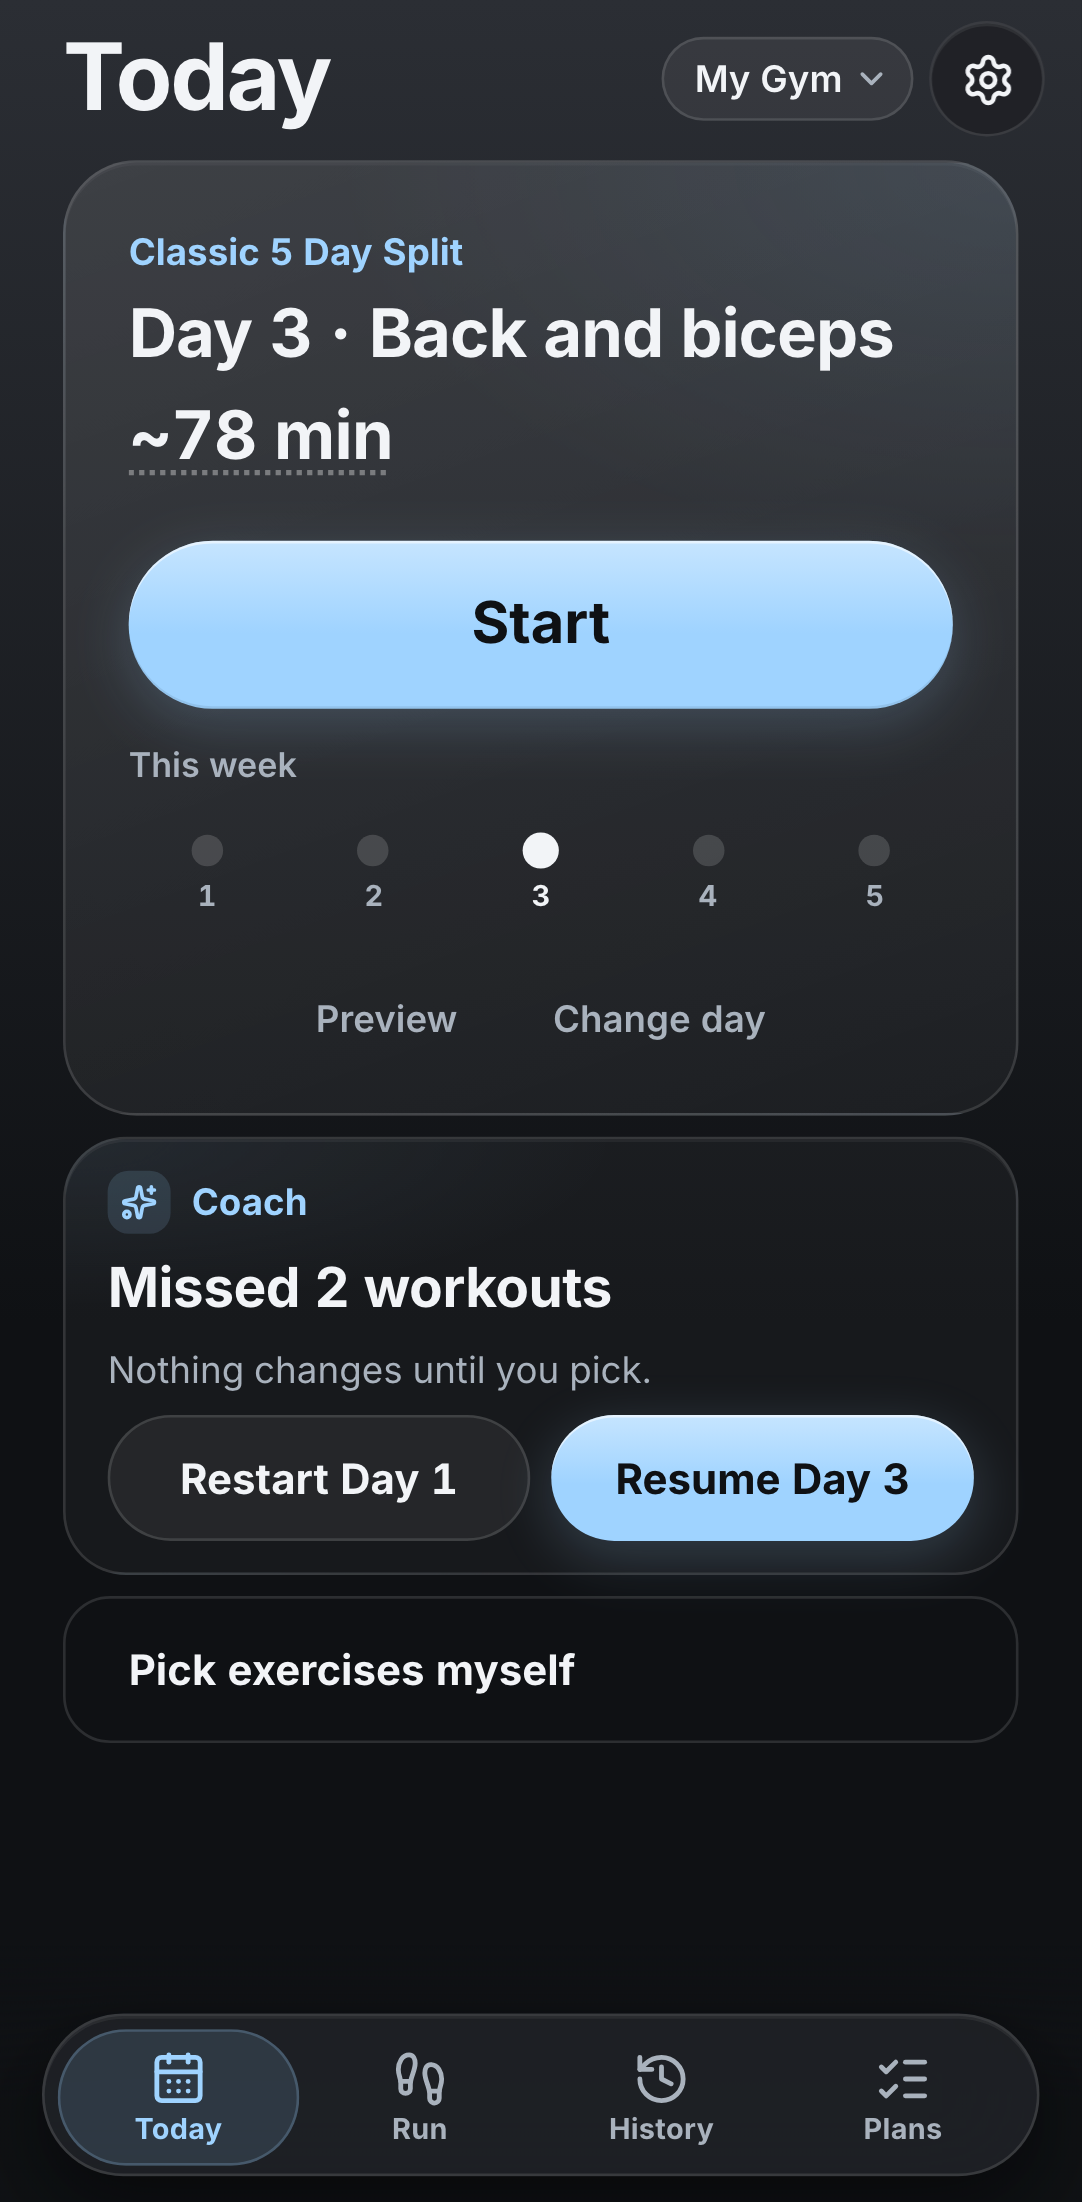 Today
My Gym
Classic 5 Day Split
Day 3 · Back and biceps
~78 min
Start
This week
1 2 3 4 5
Preview Change day
Coach
Missed 2 workouts
Nothing changes until you pick.
Restart Day 1 Resume Day 3
Pick exercises myself
Today Run History Plans